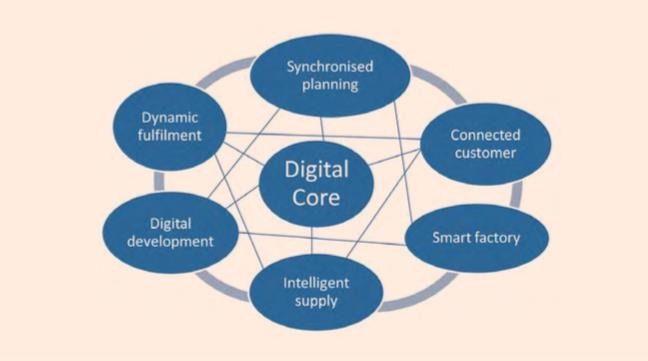 Synchronised
planning
Dynamic
fulfilment
Connected
customer
Digital
Core
Digital
development
Smart factory
Intelligent
supply